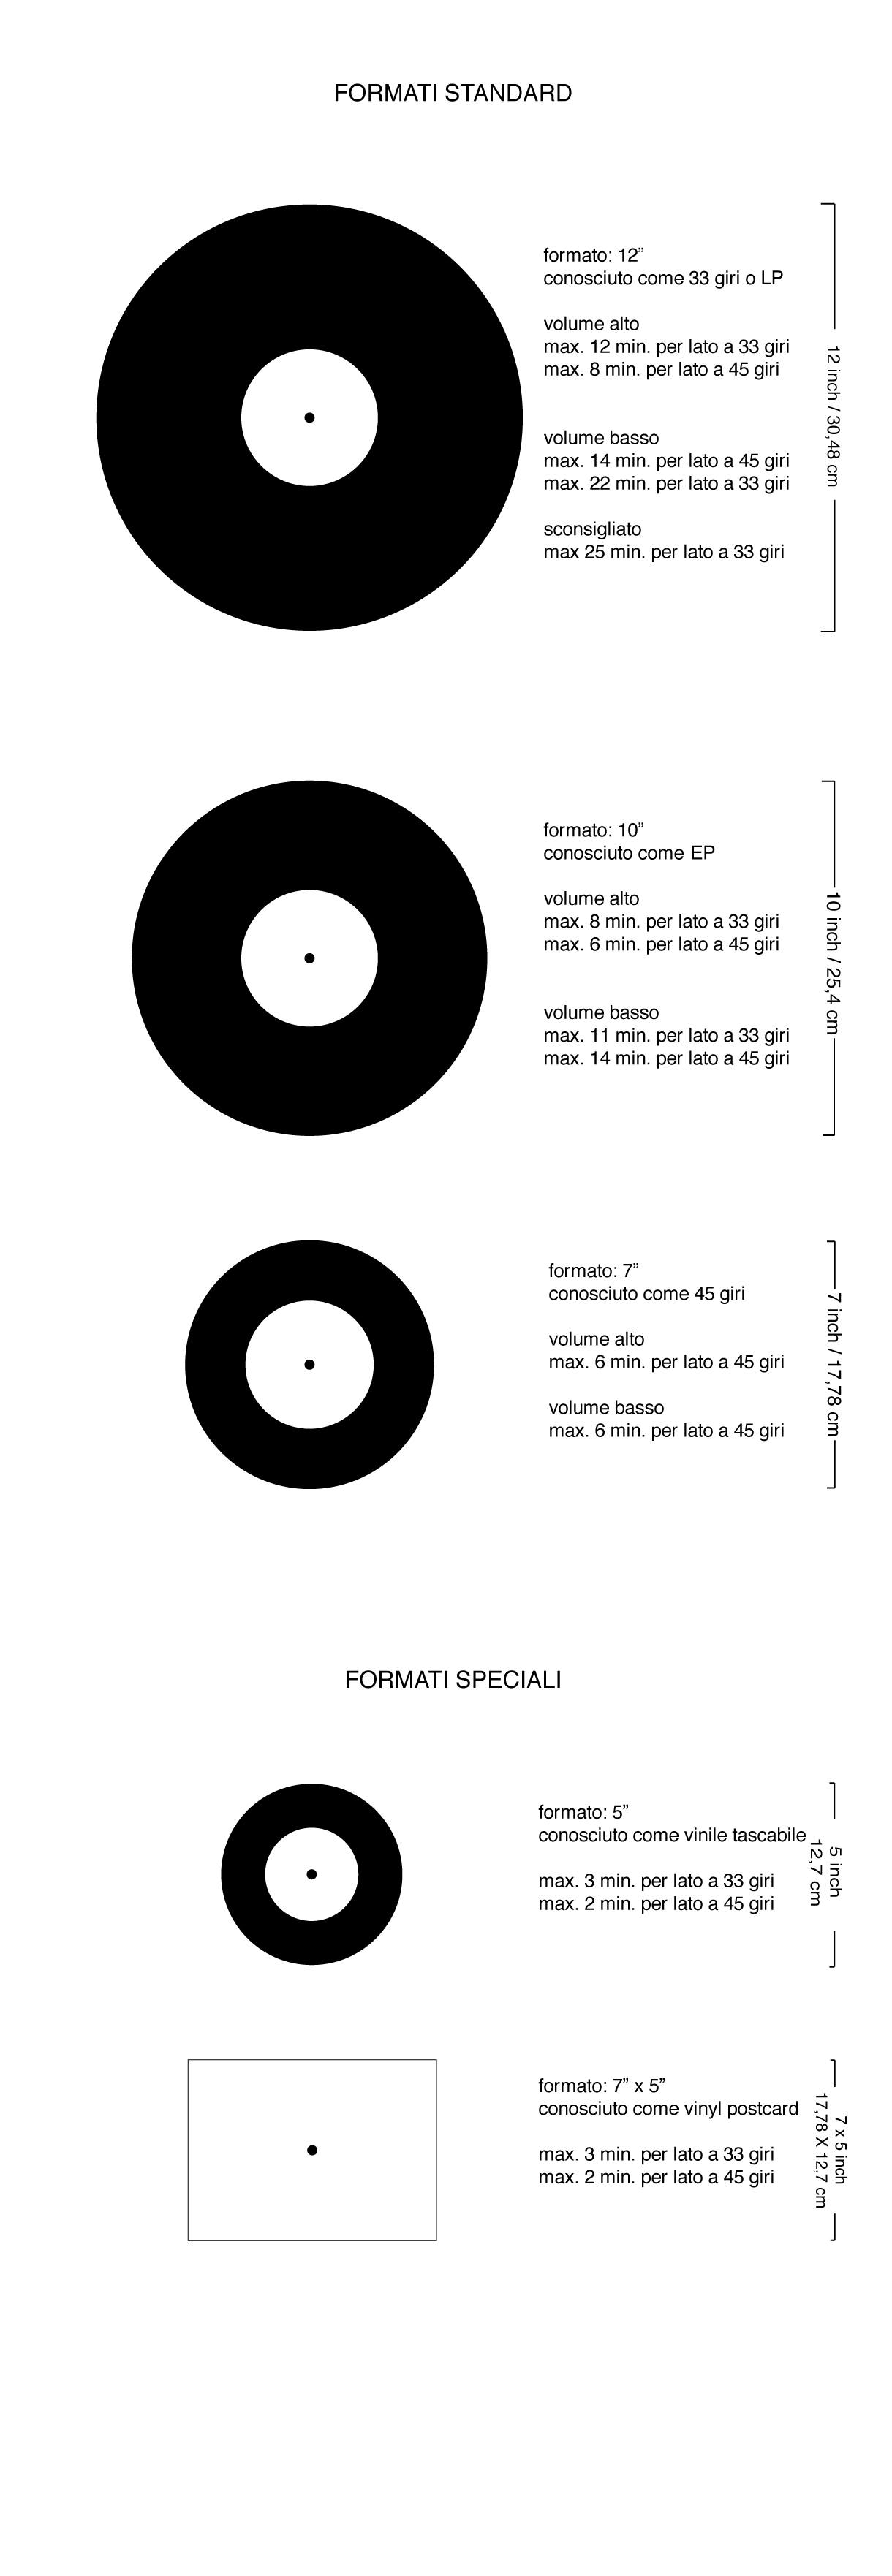 FORMATI STANDARD
formato: 12”
conosciuto come 33 giri o LP
volume alto
max. 12 min. per lato a 33 giri
max. 8 min. per lato a 45 giri
volume basso
max. 14 min. per lato a 45 giri
max. 22 min. per lato a 33 giri
sconsigliato
max 25 min. per lato a 33 giri
12 inch / 30,48 cm
formato: 10”
conosciuto come EP
volume alto
max. 8 min. per lato a 33 giri
max. 6 min. per lato a 45 giri
volume basso
max. 11 min. per lato a 33 giri
max. 14 min. per lato a 45 giri
10 inch / 25,4 cm
formato: 7”
conosciuto come 45 giri
volume alto
max. 6 min. per lato a 45 giri
volume basso
max. 6 min. per lato a 45 giri
7 inch / 17,78 cm
FORMATI SPECIALI
formato: 5”
conosciuto come vinile tascabile
max. 3 min. per lato a 33 giri
max. 2 min. per lato a 45 giri
5 inch
12,7 cm
formato: 7” x 5”
conosciuto come vinyl postcard
max. 3 min. per lato a 33 giri
max. 2 min. per lato a 45 giri
7 x 5 inch
17,78 X 12,7 cm